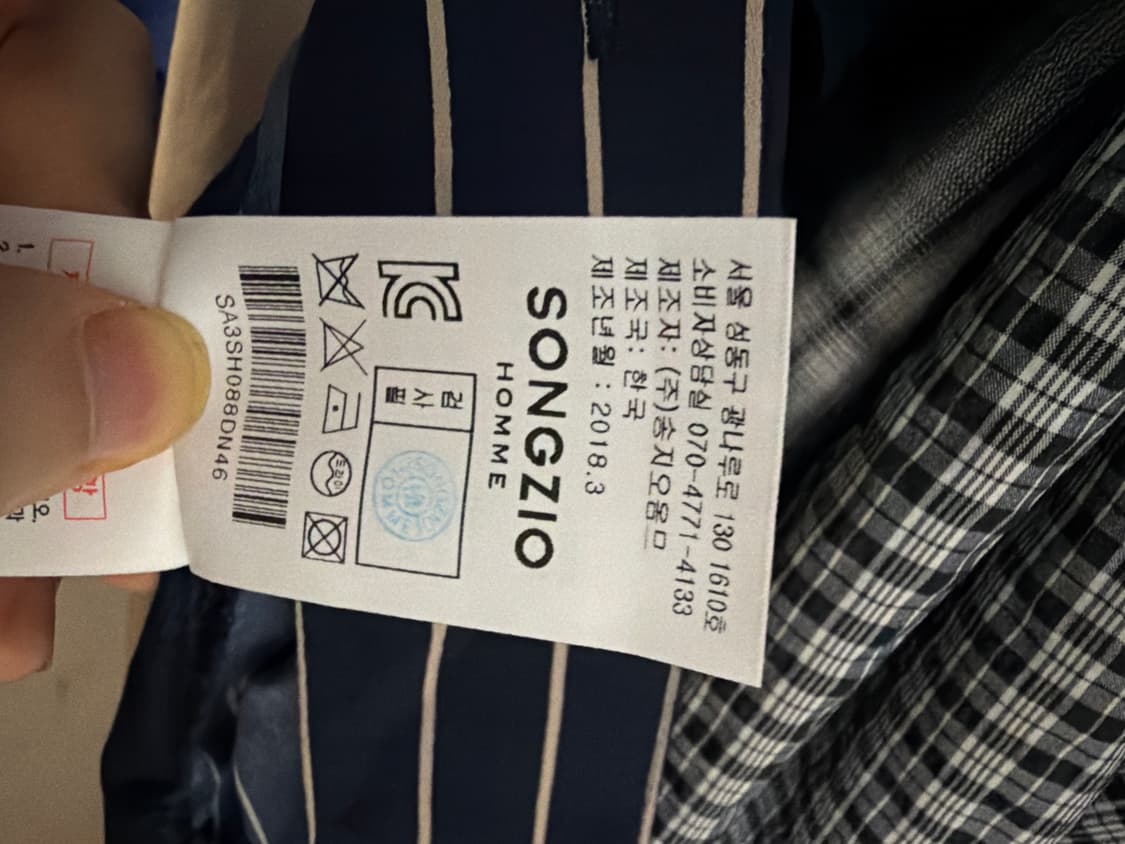 서울 성동구 광나루로 130 1610호
소비자상담실 070-4771-4133
제조자: (주)송지오옴므
제조국: 한국
제조년월 : 2018.3
SONGZIO
HOMME
검사필
KC
SA3SH088DN46